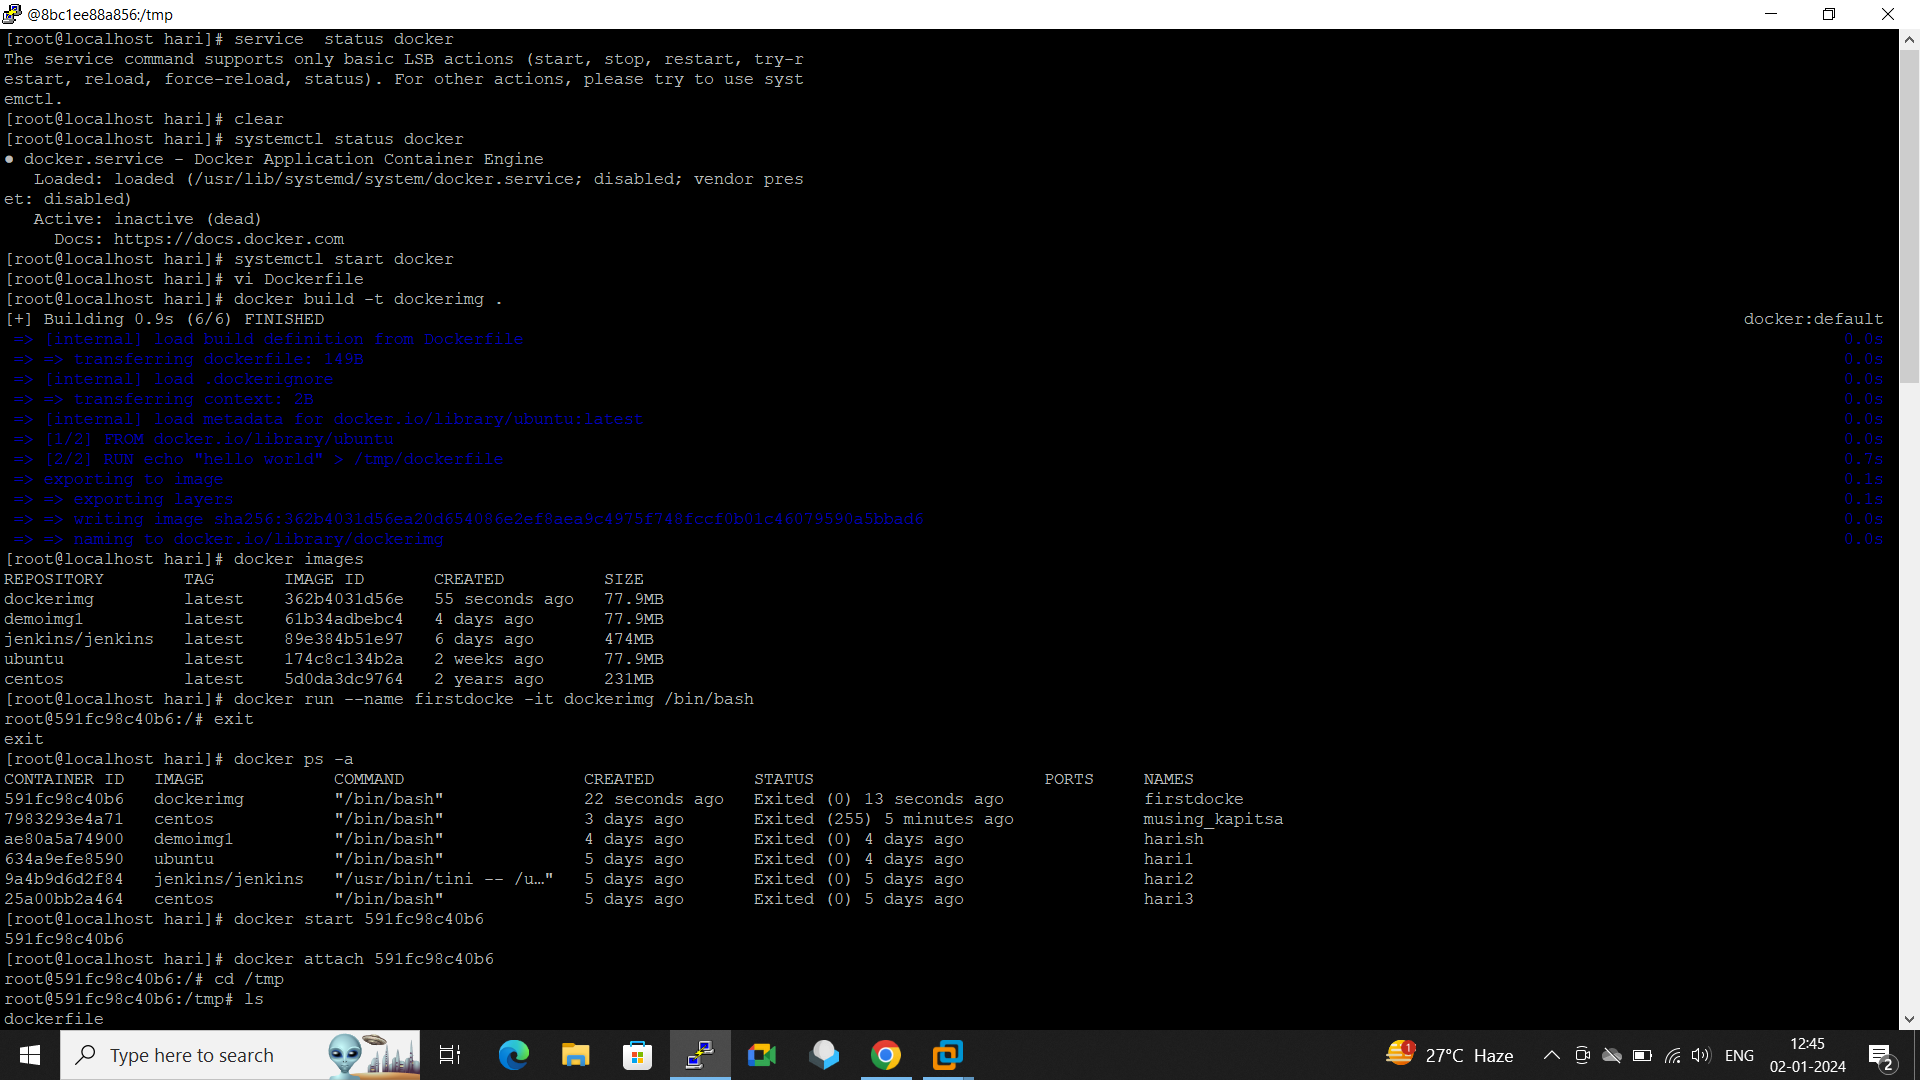 @8bc1ee88a856:/tmp
[root@localhost hari]# service  status docker
The service command supports only basic LSB actions (start, stop, restart, try-r
estart, reload, force-reload, status). For other actions, please try to use syst
emctl.
[root@localhost hari]# clear
[root@localhost hari]# systemctl status docker
● docker.service - Docker Application Container Engine
   Loaded: loaded (/usr/lib/systemd/system/docker.service; disabled; vendor pres
et: disabled)
   Active: inactive (dead)
     Docs: https://docs.docker.com
[root@localhost hari]# systemctl start docker
[root@localhost hari]# vi Dockerfile
[root@localhost hari]# docker build -t dockerimg .
[+] Building 0.9s (6/6) FINISHED docker:default
 => [internal] load build definition from Dockerfile 0.0s
 => => transferring dockerfile: 149B 0.0s
 => [internal] load .dockerignore 0.0s
 => => transferring context: 2B 0.0s
 => [internal] load metadata for docker.io/library/ubuntu:latest 0.0s
 => [1/2] FROM docker.io/library/ubuntu 0.0s
 => [2/2] RUN echo "hello world" > /tmp/dockerfile 0.7s
 => exporting to image 0.1s
 => => exporting layers 0.1s
 => => writing image sha256:362b4031d56ea20d654086e2ef8aea9c4975f748fccf0b01c46079590a5bbad6 0.0s
 => => naming to docker.io/library/dockerimg 0.0s
[root@localhost hari]# docker images
REPOSITORY        TAG       IMAGE ID       CREATED          SIZE
dockerimg         latest    362b4031d56e   55 seconds ago   77.9MB
demoimg1          latest    61b34adbebc4   4 days ago       77.9MB
jenkins/jenkins   latest    89e384b51e97   6 days ago       474MB
ubuntu            latest    174c8c134b2a   2 weeks ago      77.9MB
centos            latest    5d0da3dc9764   2 years ago      231MB
[root@localhost hari]# docker run --name firstdocke -it dockerimg /bin/bash
root@591fc98c40b6:/# exit
exit
[root@localhost hari]# docker ps -a
CONTAINER ID   IMAGE             COMMAND                  CREATED          STATUS                       PORTS     NAMES
591fc98c40b6   dockerimg         "/bin/bash"              22 seconds ago   Exited (0) 13 seconds ago              firstdocke
7983293e4a71   centos            "/bin/bash"              3 days ago       Exited (255) 5 minutes ago             musing_kapitsa
ae80a5a74900   demoimg1          "/bin/bash"              4 days ago       Exited (0) 4 days ago                  harish
634a9efe8590   ubuntu            "/bin/bash"              5 days ago       Exited (0) 4 days ago                  hari1
9a4b9d6d2f84   jenkins/jenkins   "/usr/bin/tini -- /u…"   5 days ago       Exited (0) 5 days ago                  hari2
25a00bb2a464   centos            "/bin/bash"              5 days ago       Exited (0) 5 days ago                  hari3
[root@localhost hari]# docker start 591fc98c40b6
591fc98c40b6
[root@localhost hari]# docker attach 591fc98c40b6
root@591fc98c40b6:/# cd /tmp
root@591fc98c40b6:/tmp# ls
dockerfile
Type here to search
1
27°C Haze
ENG
12:45
02-01-2024
2